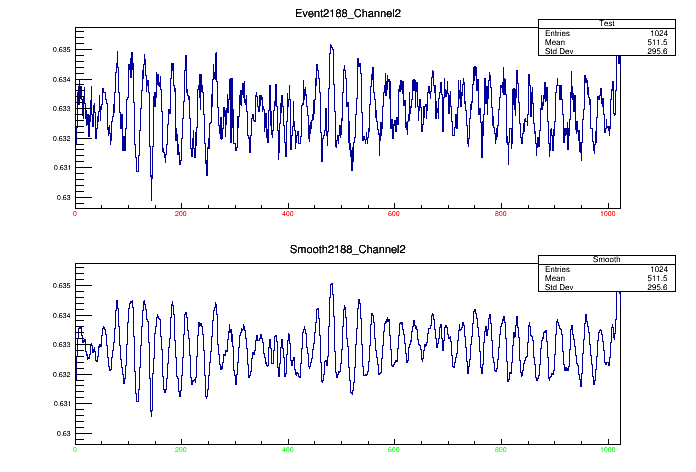 Event2188_Channel2
Test
Entries 1024
Mean 511.5
Std Dev 295.6
0.635
0.634
0.633
0.632
0.631
0.63
0 200 400 600 800 1000
Smooth2188_Channel2
Smooth
Entries 1024
Mean 511.5
Std Dev 295.6
0.635
0.634
0.633
0.632
0.631
0.63
0 200 400 600 800 1000